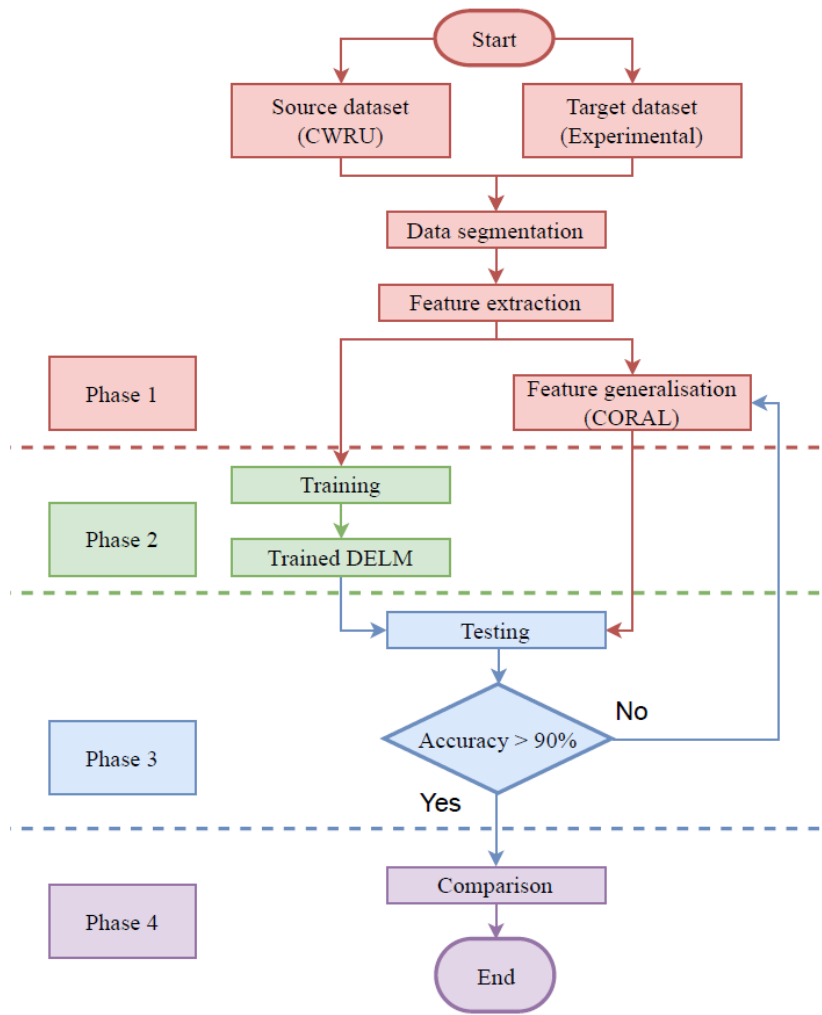 Start
Source dataset
(CWRU)
Target dataset
(Experimental)
Data segmentation
Feature extraction
Phase 1
Feature generalisation
(CORAL)
Training
Phase 2
Trained DELM
Testing
No
Phase 3
Accuracy > 90%
Yes
Comparison
Phase 4
End